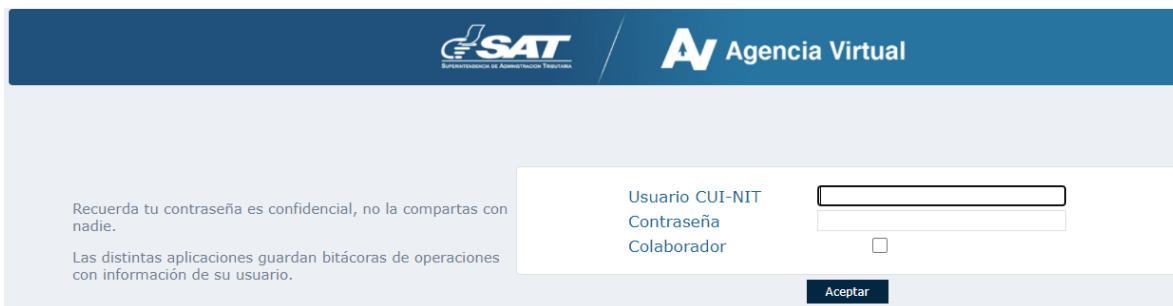 SAT
SUPERINTENDENCIA DE ADMINISTRACION TRIBUTARIA
Agencia Virtual
Recuerda tu contraseña es confidencial, no la compartas con
nadie.
Las distintas aplicaciones guardan bitácoras de operaciones
con información de su usuario.
Usuario CUI-NIT
Contraseña
Colaborador
Aceptar